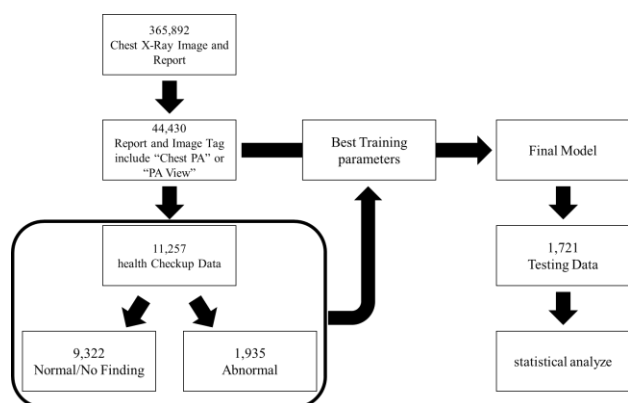 365,892
Chest X-Ray Image and
Report
44,430
Report and Image Tag
include “Chest PA” or
“PA View”
Best Training
parameters
Final Model
11,257
health Checkup Data
1,721
Testing Data
9,322
Normal/No Finding
1,935
Abnormal
statistical analyze